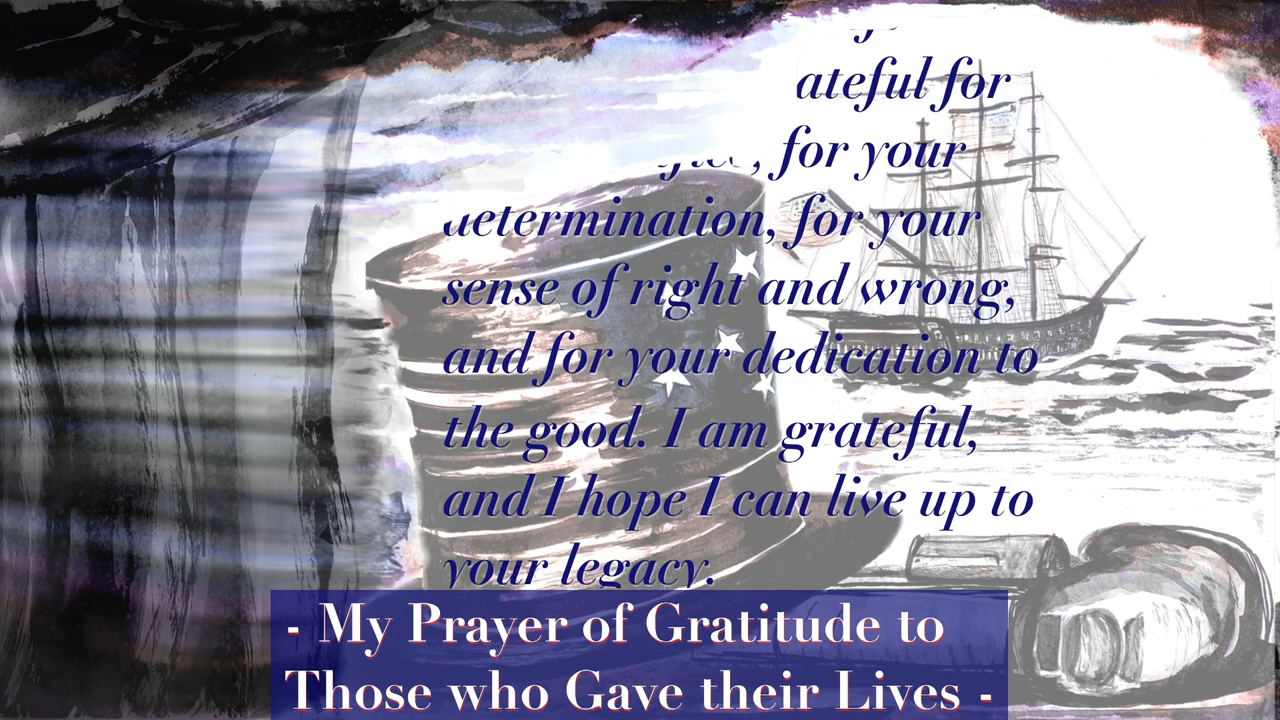 for
for your
determination, for your
sense of right and wrong,
and for your dedication to
the good. I am grateful,
and I hope I can live up to
your legacy.
- My Prayer of Gratitude to
Those who Gave their Lives -